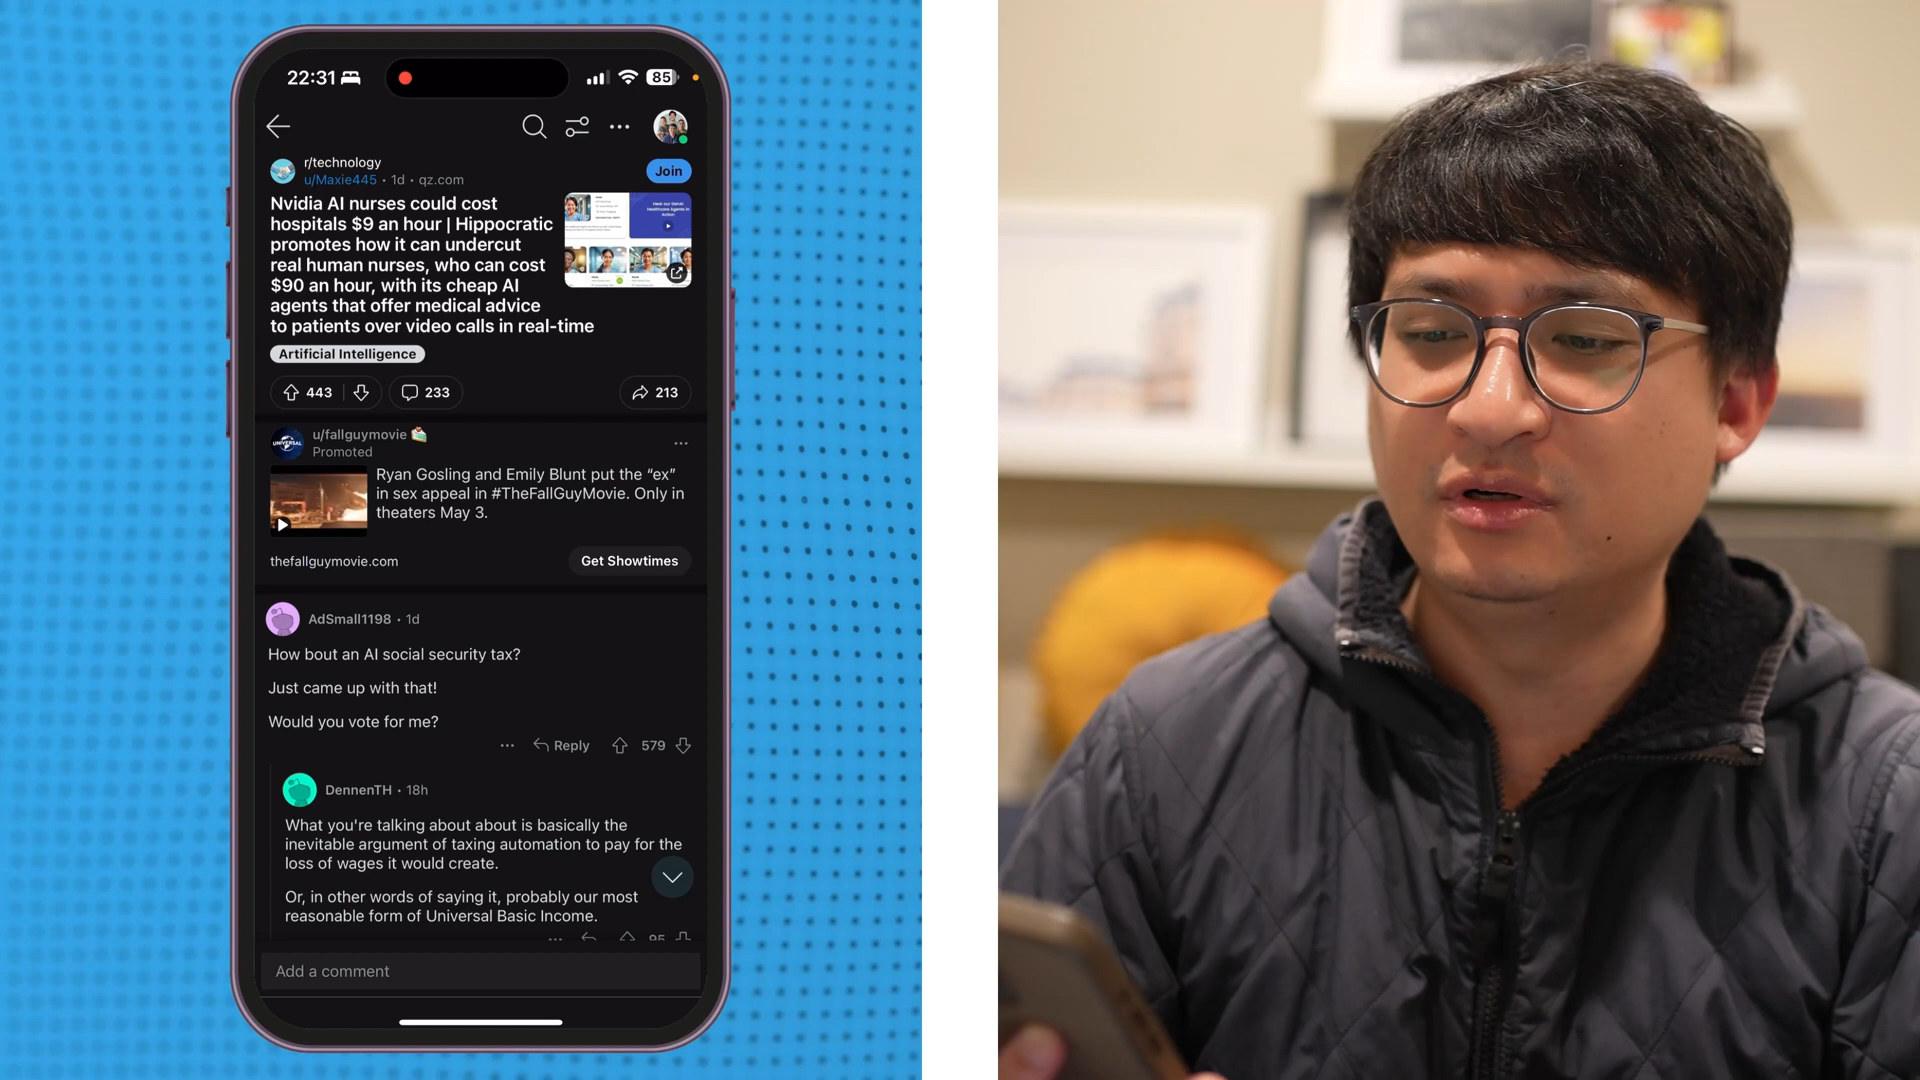 22:31
85
r/technology
u/Maxie445 • 1d • qz.com
Join
Nvidia AI nurses could cost
hospitals $9 an hour | Hippocratic
promotes how it can undercut
real human nurses, who can cost
$90 an hour, with its cheap AI
agents that offer medical advice
to patients over video calls in real-time
Artificial Intelligence
443
233
213
UNIVERSAL
u/fallguymovie
Promoted
Ryan Gosling and Emily Blunt put the “ex”
in sex appeal in #TheFallGuyMovie. Only in
theaters May 3.
thefallguymovie.com
Get Showtimes
AdSmall1198 • 1d
How bout an AI social security tax?
Just came up with that!
Would you vote for me?
Reply
579
DennenTH • 18h
What you're talking about about is basically the
inevitable argument of taxing automation to pay for the
loss of wages it would create.
Or, in other words of saying it, probably our most
reasonable form of Universal Basic Income.
95
Add a comment